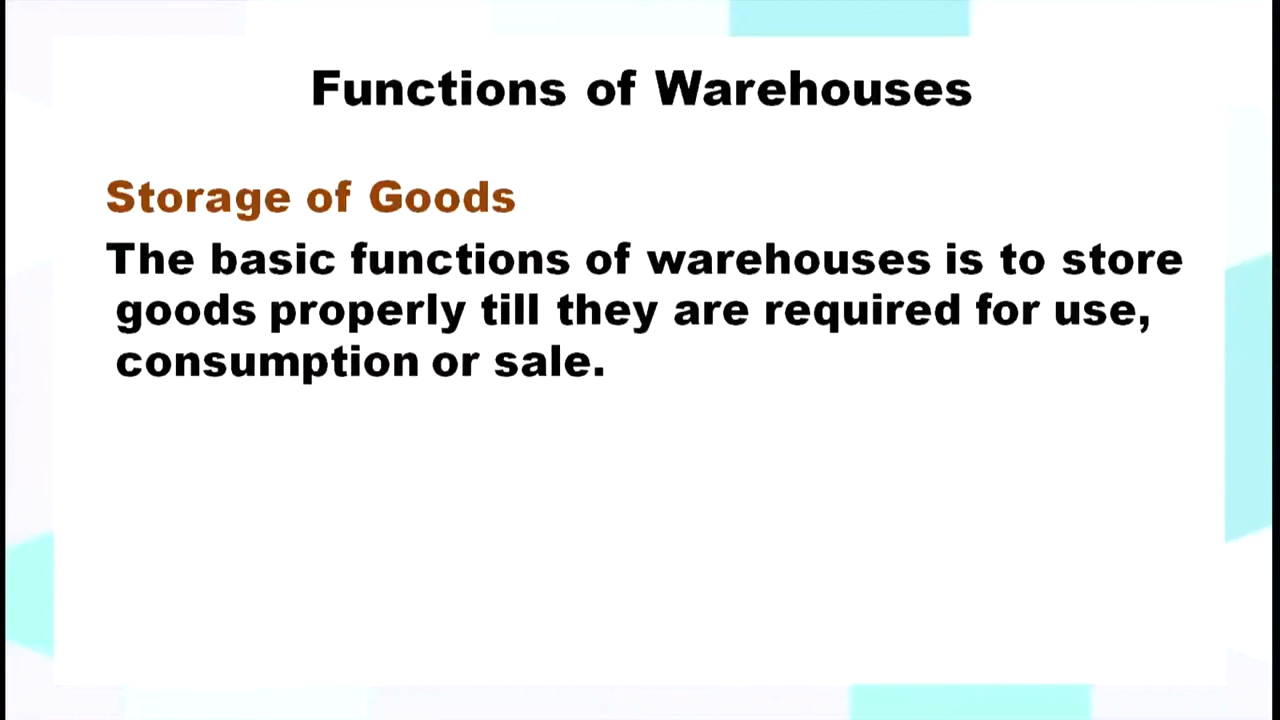 Functions of Warehouses
Storage of Goods
The basic functions of warehouses is to store
goods properly till they are required for use,
consumption or sale.